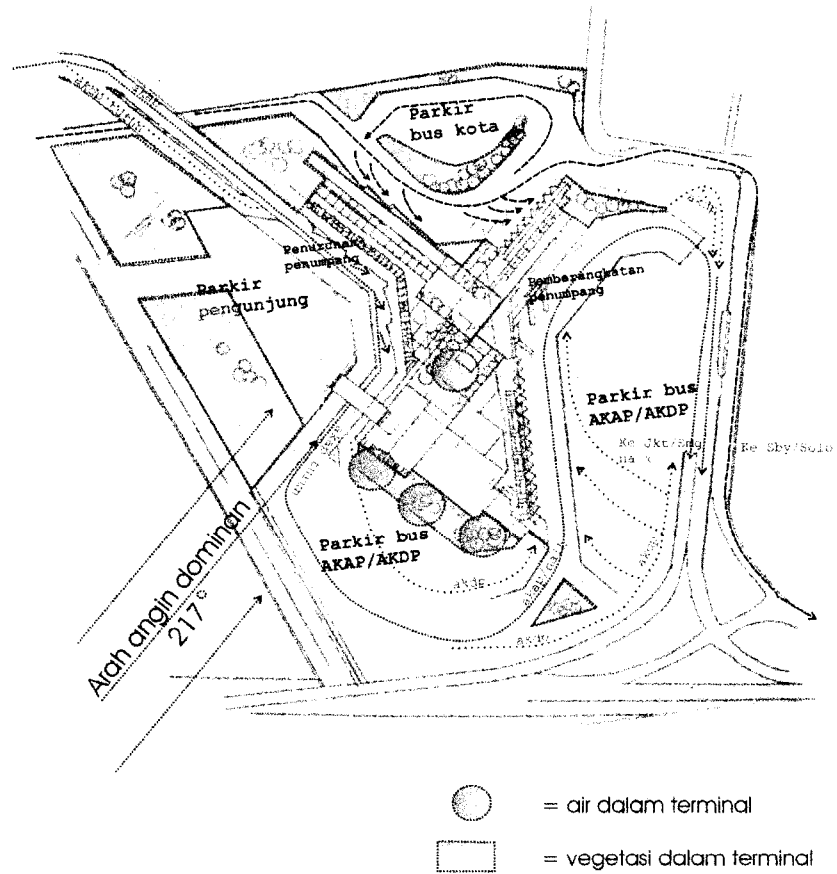 Parkir
bus kota
Penurunan
penumpang
Parkir
pengunjung
penumpang
Parkir bus
AKAP/AKDP
Ke Sby/Solo
Parkir bus
AKAP/AKDP
akdp
Arah angin dominan
217°
= air dalam terminal
= vegetasi dalam terminal